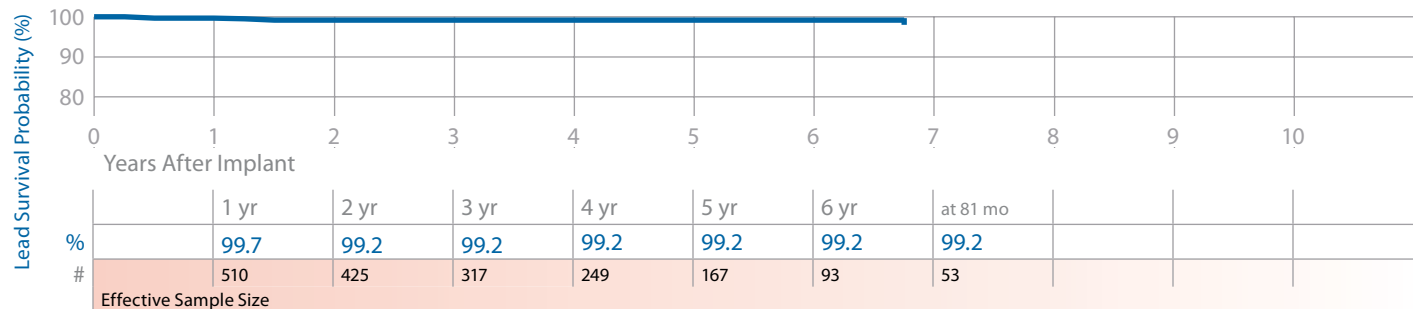 Lead Survival Probability (%)
100
90
80
0 1 2 3 4 5 6 7 8 9 10
Years After Implant
1 yr 2 yr 3 yr 4 yr 5 yr 6 yr at 81 mo
% 99.7 99.2 99.2 99.2 99.2 99.2 99.2
# 510 425 317 249 167 93 53
Effective Sample Size